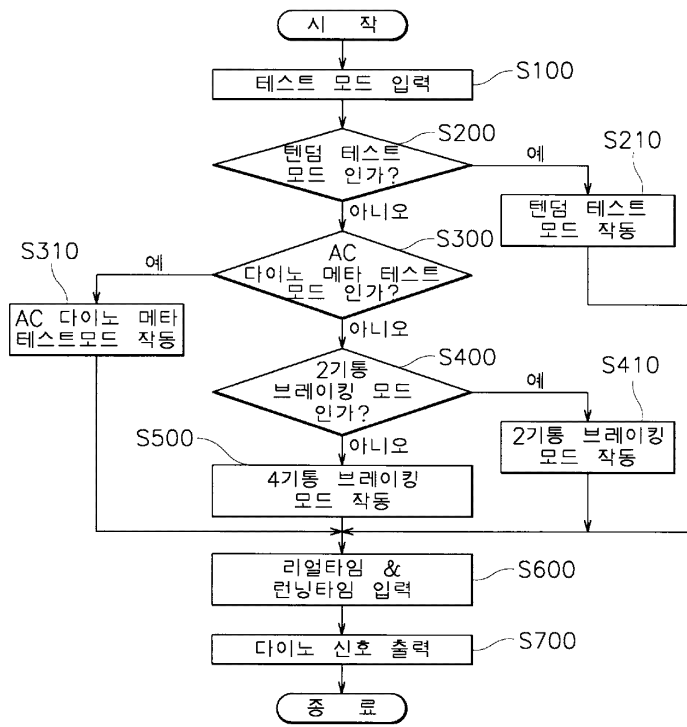 시 작
테스트 모드 입력
S100
텐덤 테스트
모드 인가?
S200
예
S210
텐덤 테스트
모드 작동
아니오
AC
다이노 메타 테스트
모드 인가?
S300
예
S310
AC 다이노 메타
테스트모드 작동
아니오
2기통
브레이킹 모드
인가?
S400
예
S410
2기통 브레이킹
모드 작동
아니오
S500
4기통 브레이킹
모드 작동
리얼타임 &
런닝타임 입력
S600
다이노 신호 출력
S700
종 료